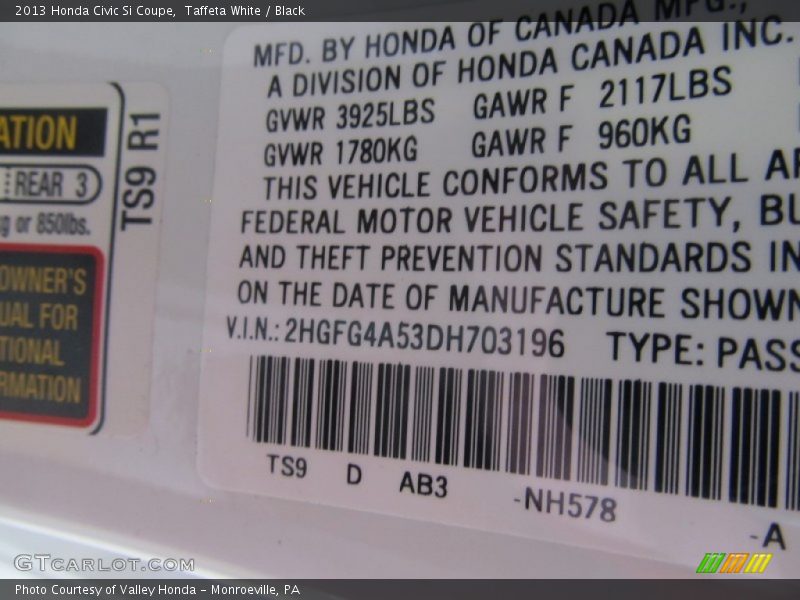 2013 Honda Civic Si Coupe, Taffeta White / Black
MFD. BY HONDA OF CANADA MFG.,
A DIVISION OF HONDA CANADA INC.
GVWR 3925LBS GAWR F 2117LBS
GVWR 1780KG GAWR F 960KG
THIS VEHICLE CONFORMS TO ALL AP
FEDERAL MOTOR VEHICLE SAFETY, BU
AND THEFT PREVENTION STANDARDS IN
ON THE DATE OF MANUFACTURE SHOWN
V.I.N.: 2HGFG4A53DH703196 TYPE: PASS
TS9 D AB3 -NH578 -A
ATION
REAR 3
g or 850lbs.
OWNER'S
UAL FOR
TIONAL
RMATION
TS9 R1
GTCARLOT.COM
Photo Courtesy of Valley Honda - Monroeville, PA